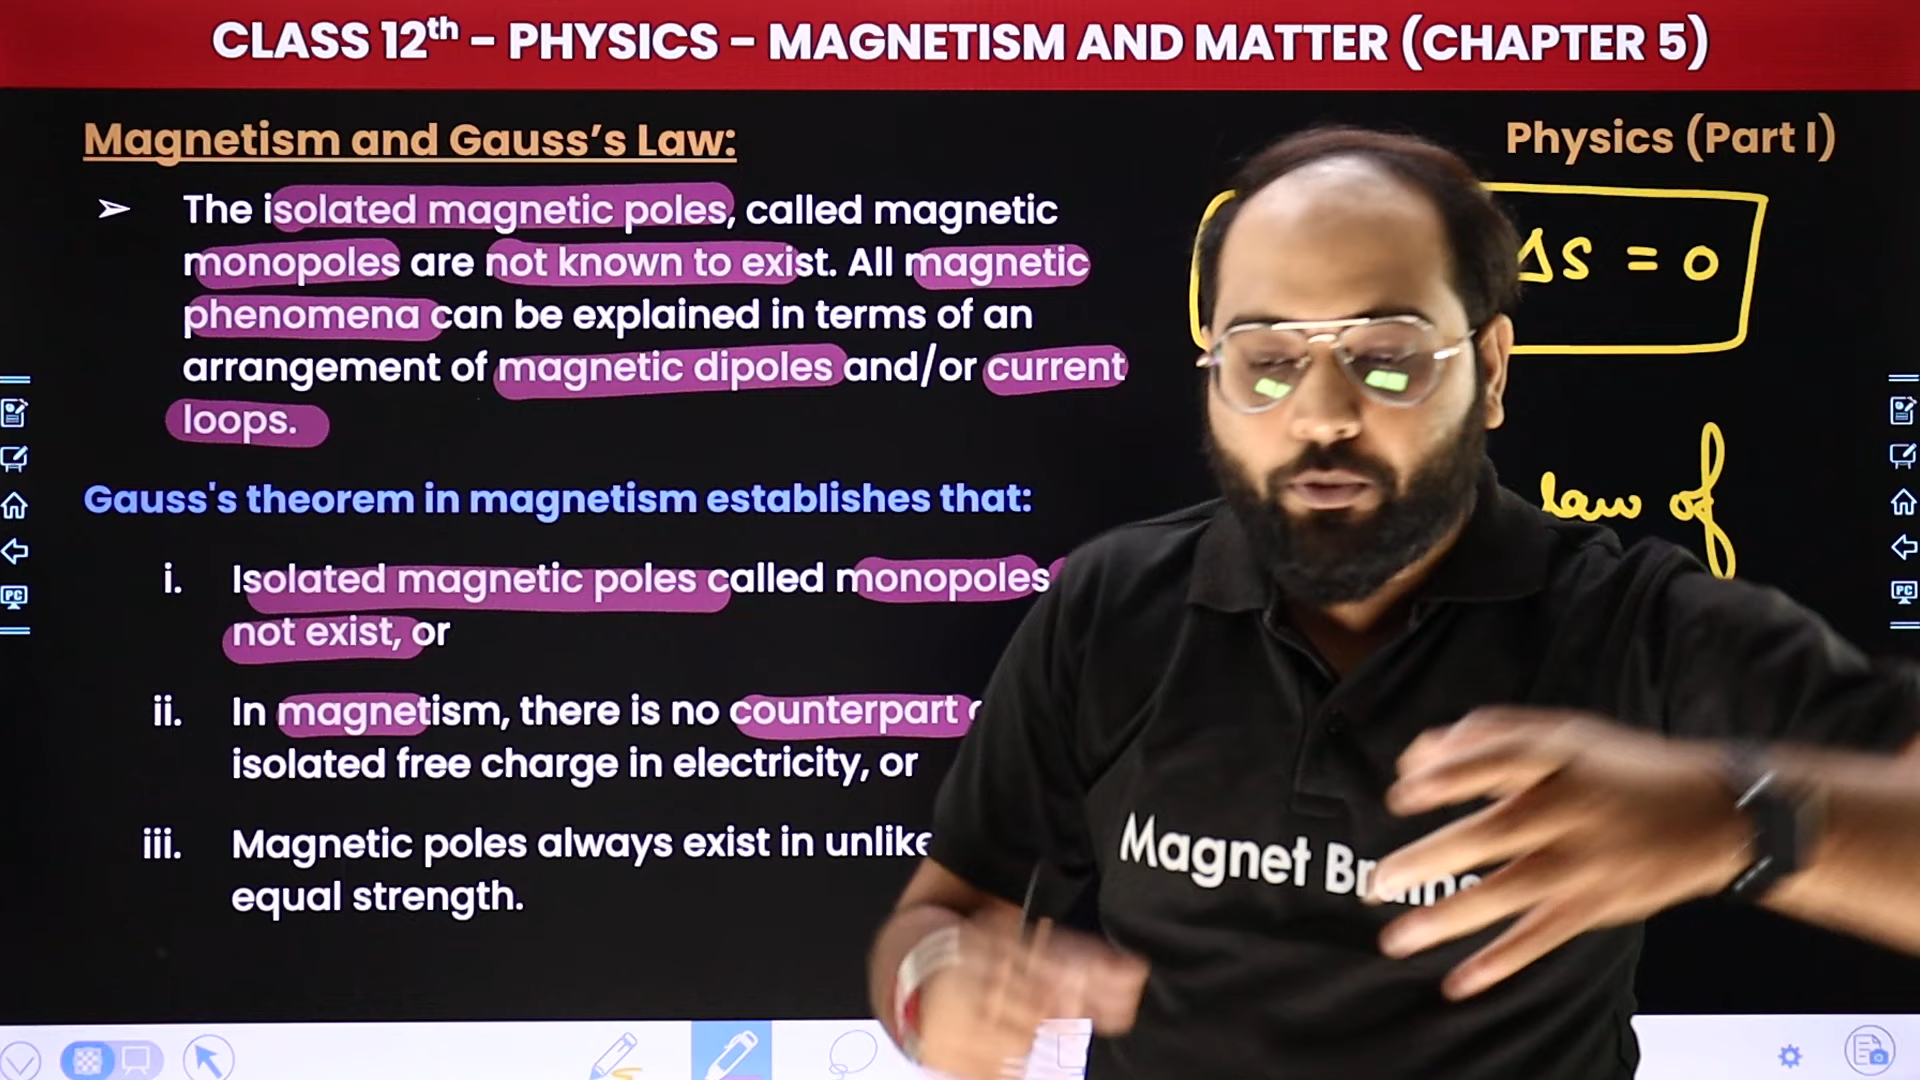 CLASS 12th - PHYSICS - MAGNETISM AND MATTER (CHAPTER 5)
Magnetism and Gauss's Law:
Physics (Part I)
➢ The isolated magnetic poles, called magnetic
monopoles are not known to exist. All magnetic
phenomena can be explained in terms of an
arrangement of magnetic dipoles and/or current
loops.
ΔS = 0
law of
Gauss's theorem in magnetism establishes that:
i. Isolated magnetic poles called monopoles
not exist, or
ii. In magnetism, there is no counterpart
isolated free charge in electricity, or
iii. Magnetic poles always exist in unlike
equal strength.
Magnet Brains
PC
PC